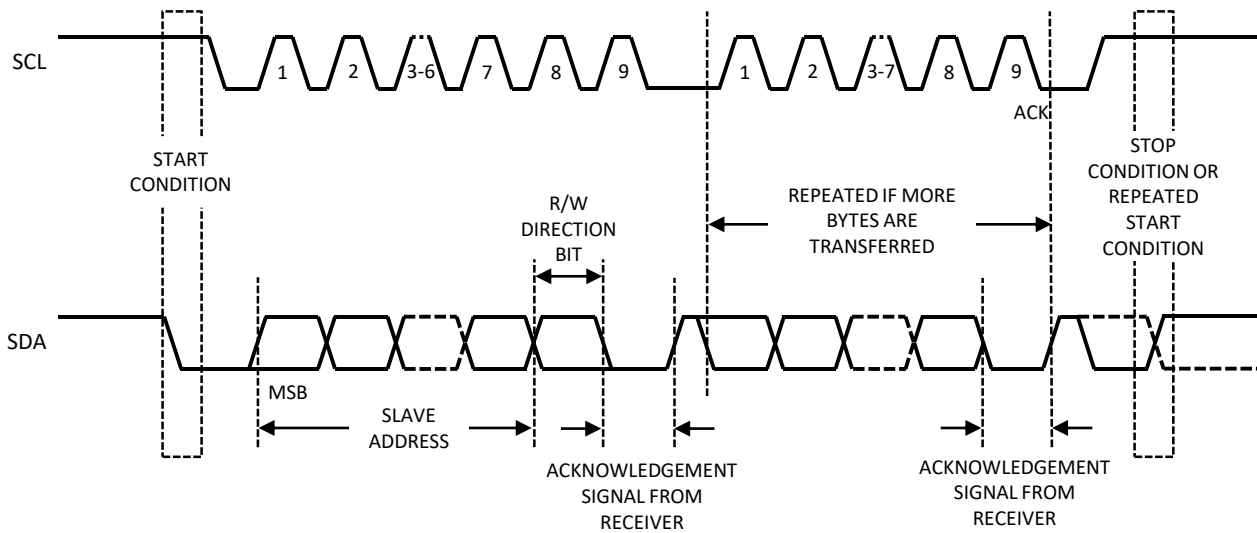 SCL
1
2
3-6
7
8
9
1
2
3-7
8
9
ACK
START
CONDITION
R/W
DIRECTION
BIT
REPEATED IF MORE
BYTES ARE
TRANSFERRED
STOP
CONDITION OR
REPEATED
START
CONDITION
SDA
MSB
SLAVE
ADDRESS
ACKNOWLEDGEMENT
SIGNAL FROM
RECEIVER
ACKNOWLEDGEMENT
SIGNAL FROM
RECEIVER